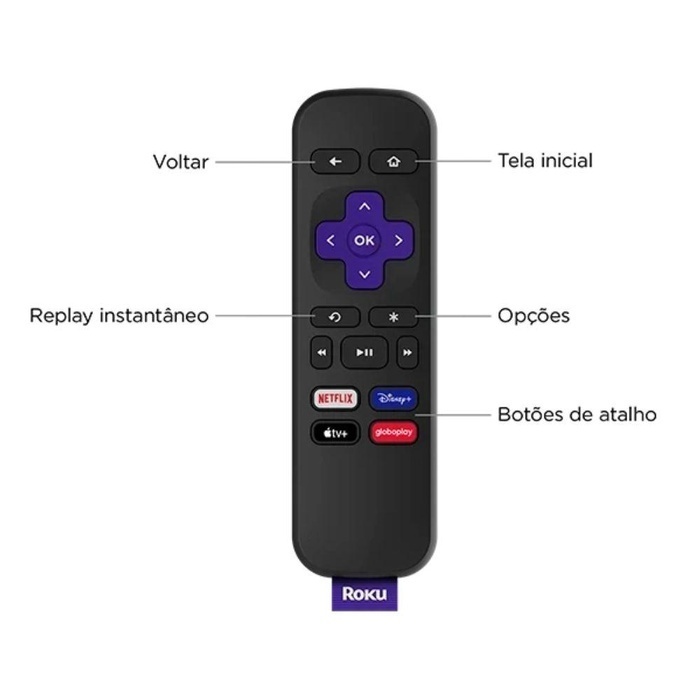 Voltar
Tela inicial
OK
Replay instantâneo
Opções
NETFLIX
Disney+
Botões de atalho
tv+
globoplay
Roku